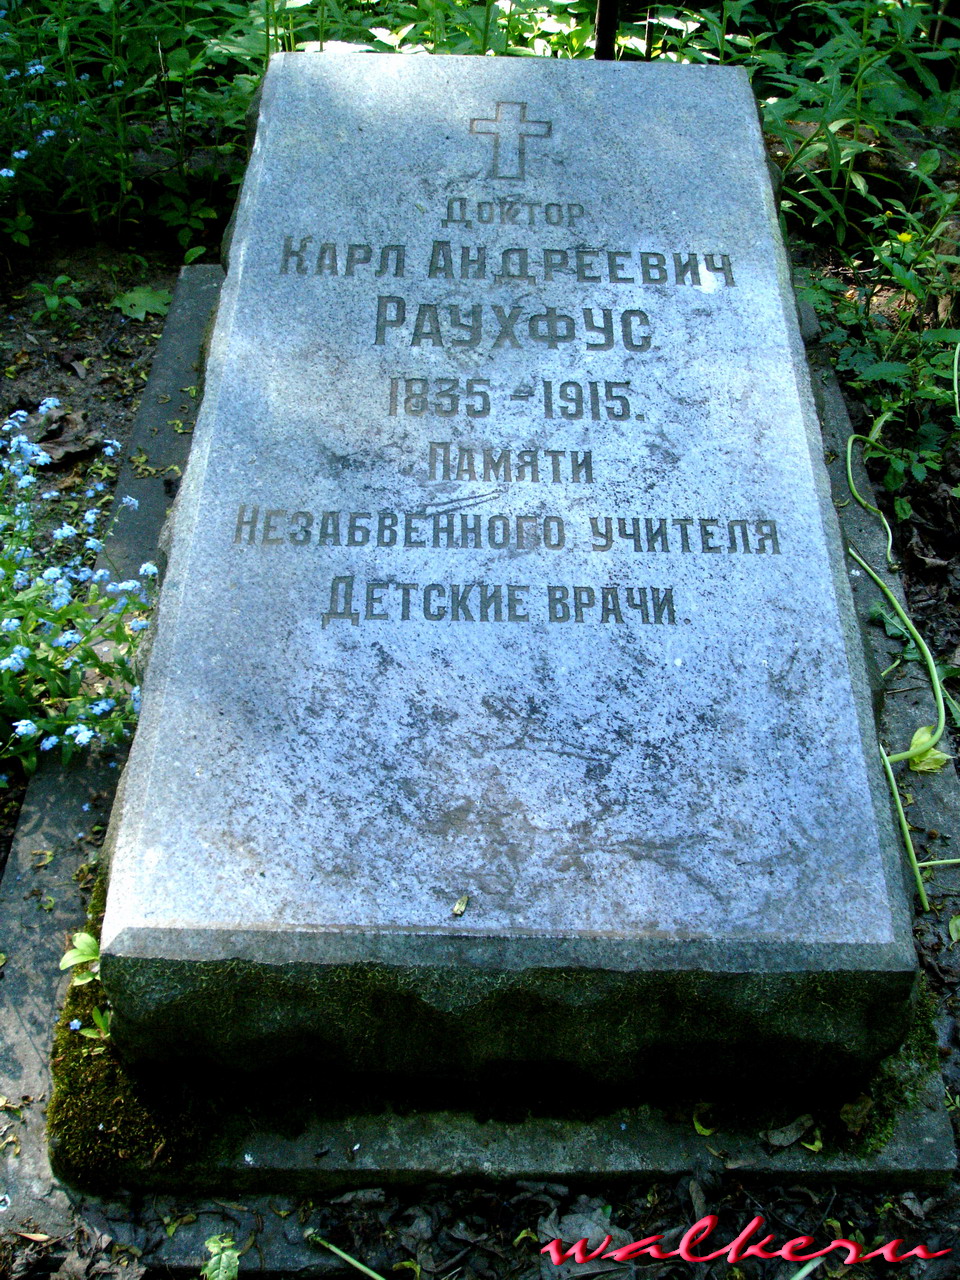 Доктор
Карл Андреевич
Раухфус
1835-1915.
Памяти
Незабвенного учителя
Детские врачи.
walkeru